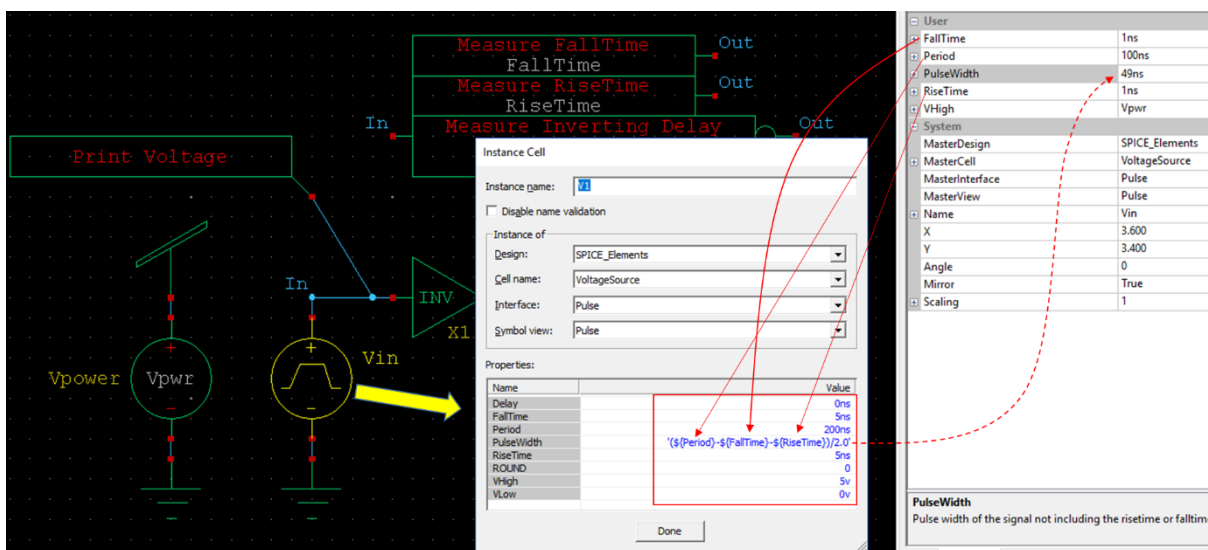 Measure FallTime
FallTime
Out
Measure RiseTime
RiseTime
Out
In
Measure Inverting Delay
Out
Print Voltage
In
INV
X1
Vpower
+
Vpwr
−
+
−
Vin
Instance Cell
Instance name: V1
Disable name validation
Instance of
Design: SPICE_Elements
Cell name: VoltageSource
Interface: Pulse
Symbol view: Pulse
Properties:
Name Value
Delay 0ns
FallTime 5ns
Period 200ns
PulseWidth '(${Period}-${FallTime}-${RiseTime})/2.0'
RiseTime 5ns
ROUND 0
VHigh 5v
VLow 0v
Done
User
FallTime 1ns
Period 100ns
PulseWidth 49ns
RiseTime 1ns
VHigh Vpwr
System
MasterDesign SPICE_Elements
MasterCell VoltageSource
MasterInterface Pulse
MasterView Pulse
Name Vin
X 3.600
Y 3.400
Angle 0
Mirror True
Scaling 1
PulseWidth
Pulse width of the signal not including the risetime or falltime